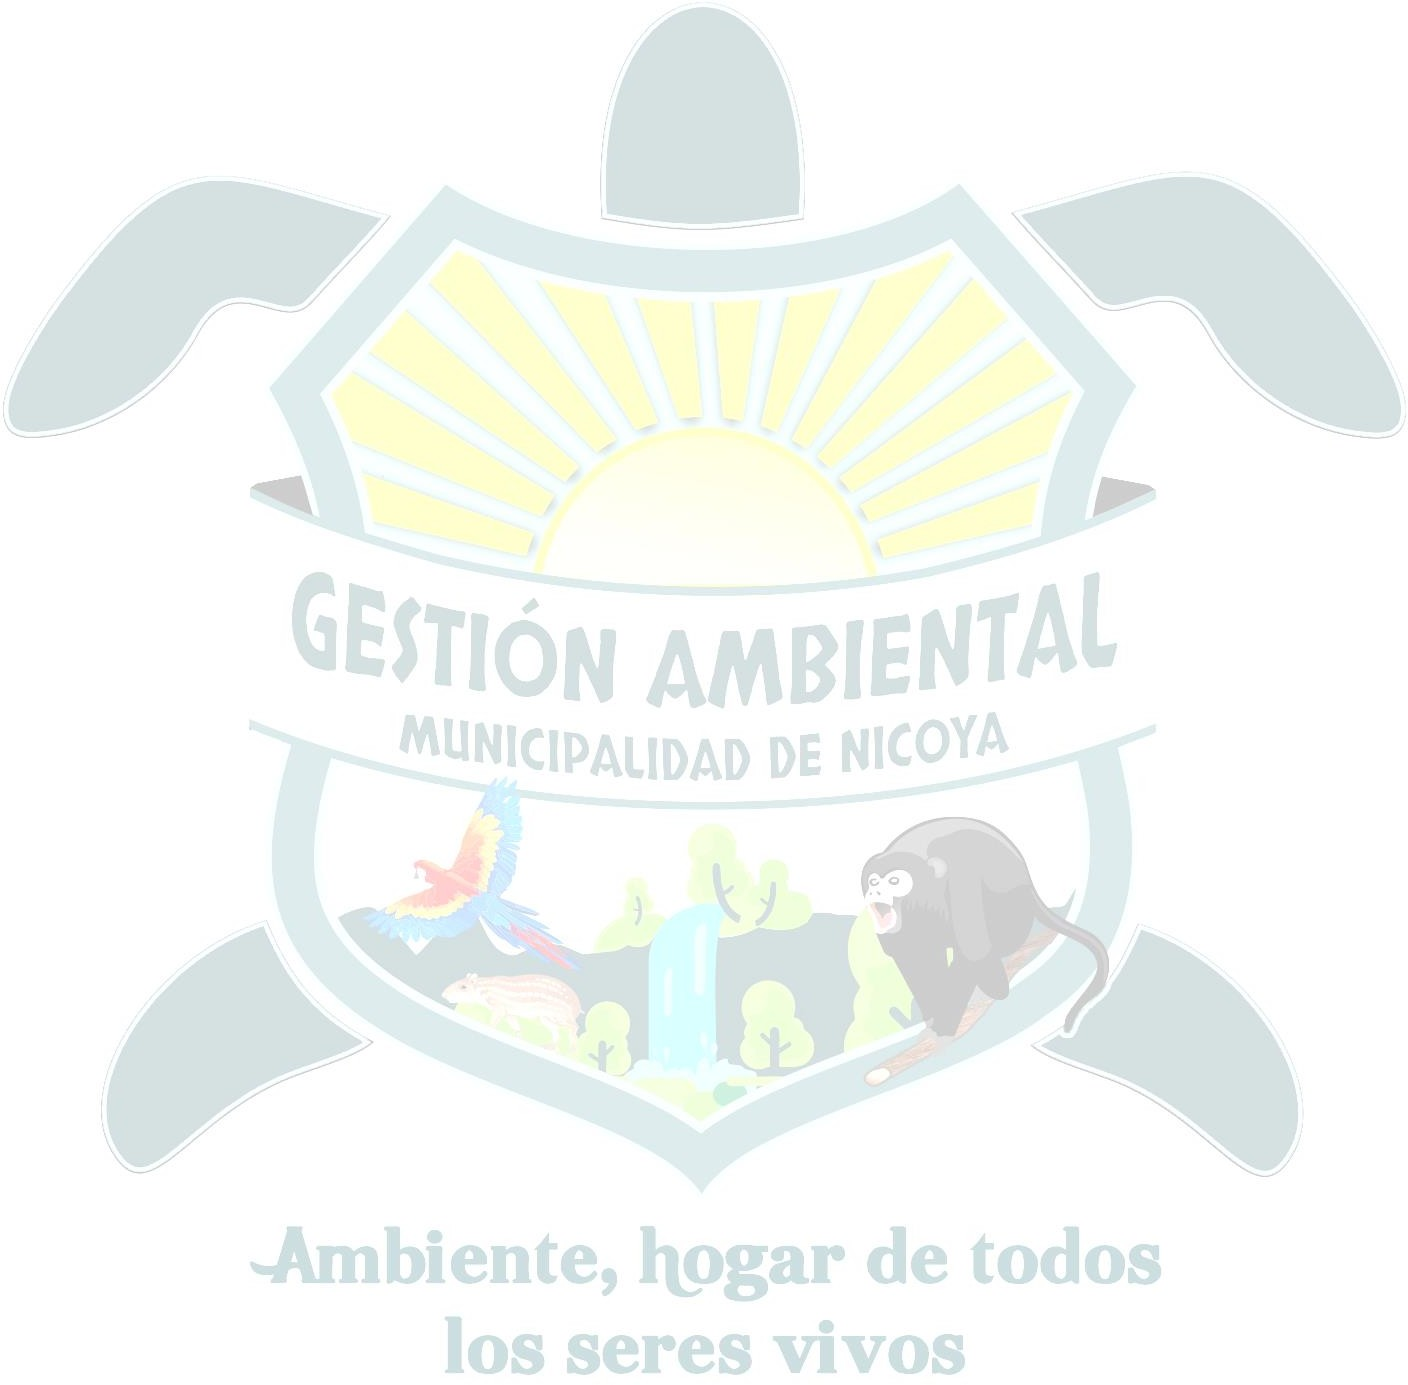 GESTIÓN AMBIENTAL
MUNICIPALIDAD DE NICOYA
Ambiente, hogar de todos
los seres vivos